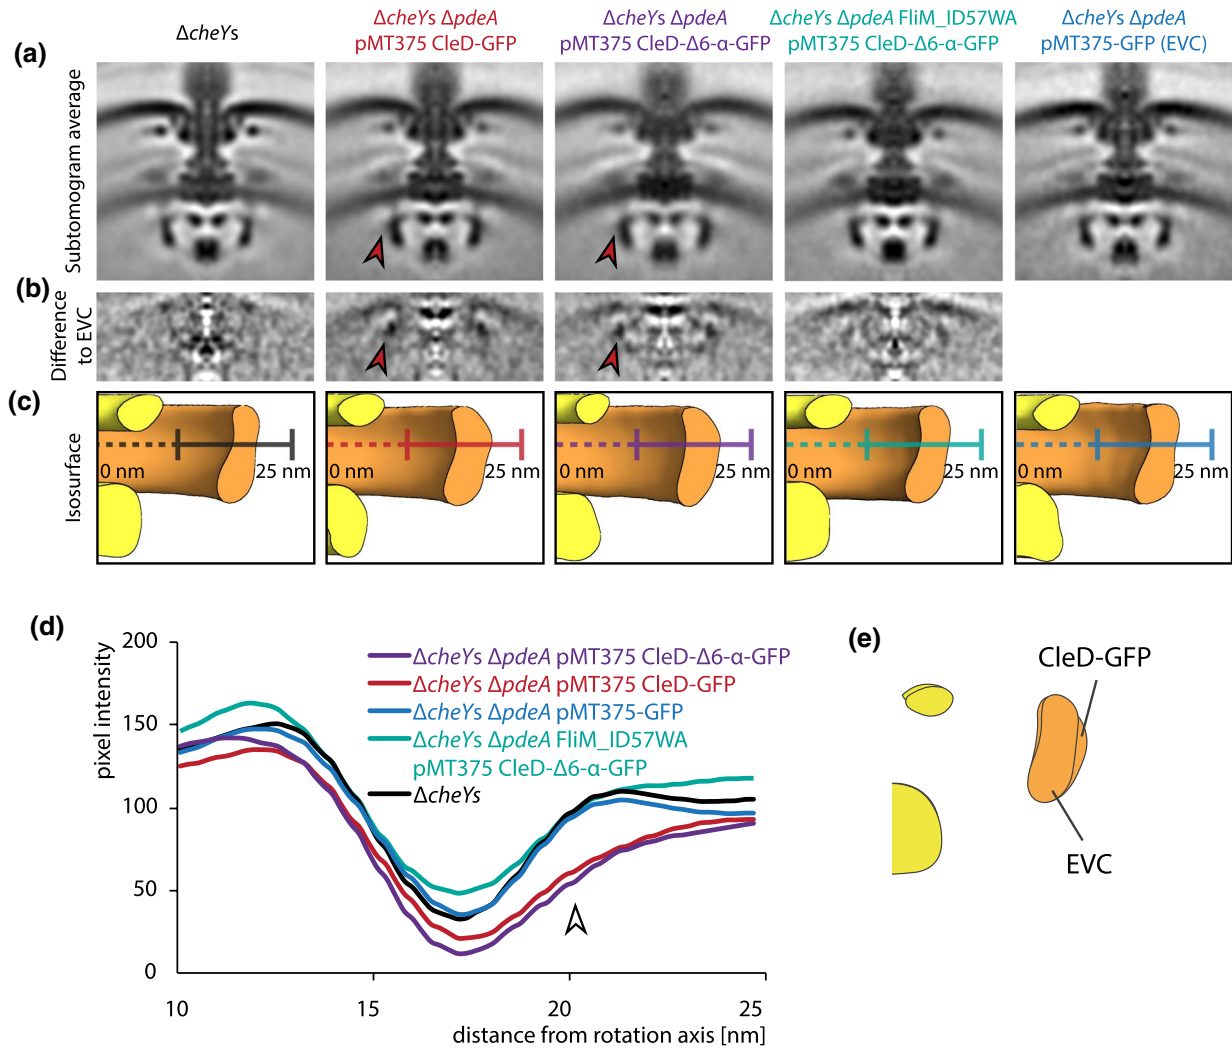 (a)
ΔcheYs
ΔcheYs ΔpdeA
pMT375 CleD-GFP
ΔcheYs ΔpdeA
pMT375 CleD-Δ6-α-GFP
ΔcheYs ΔpdeA FliM_ID57WA
pMT375 CleD-Δ6-α-GFP
ΔcheYs ΔpdeA
pMT375-GFP (EVC)
Subtomogram average
(b)
Difference
to EVC
(c)
Isosurface
0 nm
25 nm
0 nm
25 nm
0 nm
25 nm
0 nm
25 nm
0 nm
25 nm
(d)
pixel intensity
200
150
100
50
0
10
15
20
25
distance from rotation axis [nm]
ΔcheYs ΔpdeA pMT375 CleD-Δ6-α-GFP
ΔcheYs ΔpdeA pMT375 CleD-GFP
ΔcheYs ΔpdeA pMT375-GFP
ΔcheYs ΔpdeA FliM_ID57WA
pMT375 CleD-Δ6-α-GFP
ΔcheYs
(e)
CleD-GFP
EVC